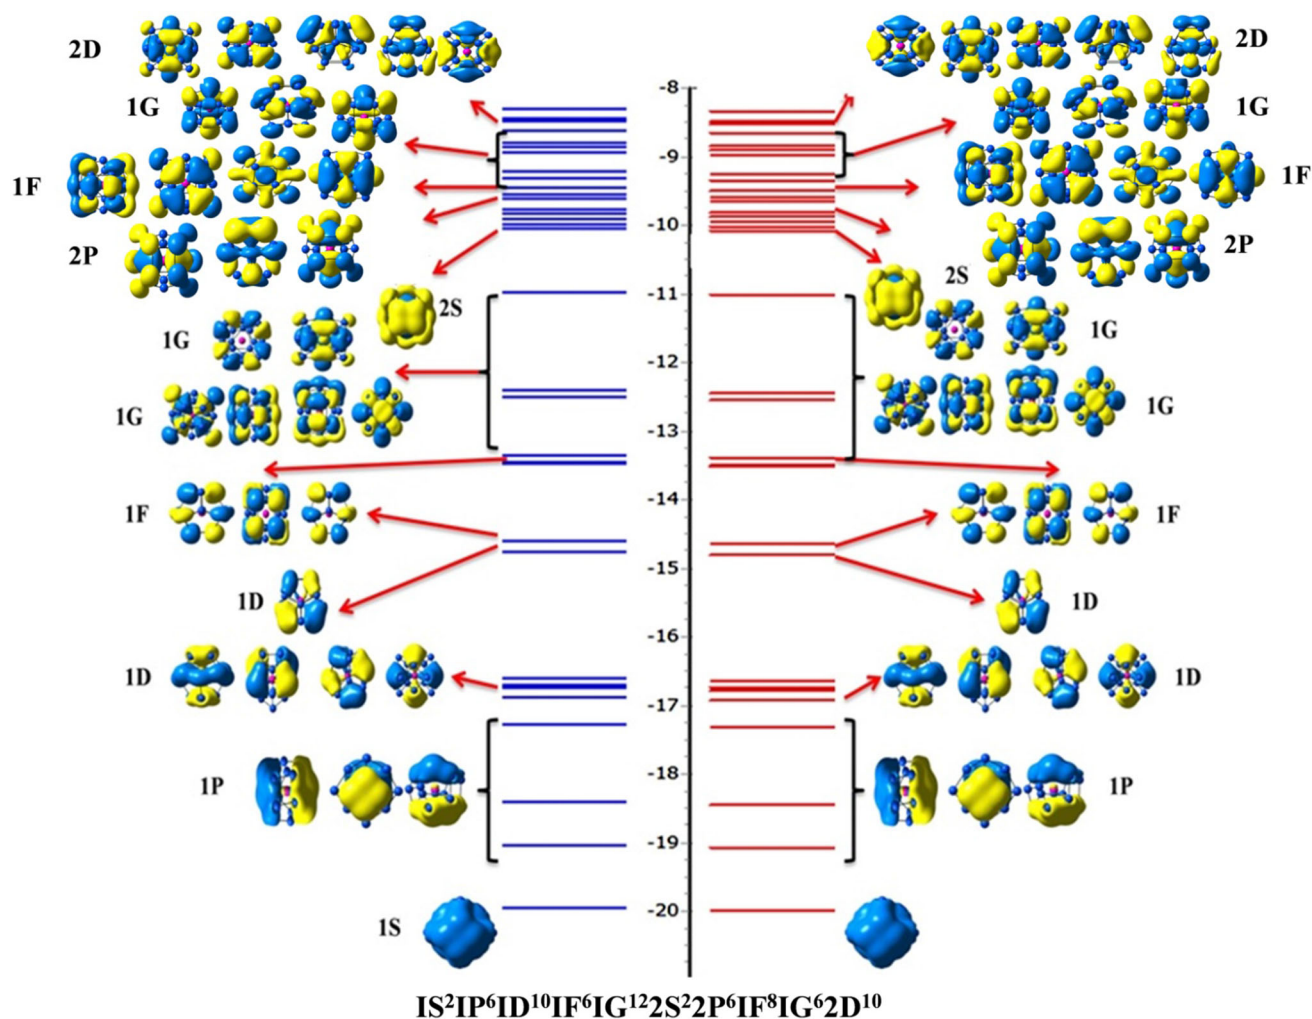 2D 2D
-8
1G 1G
-9
1F 1F
-10
2P 2P
2S 2S
-11
1G 1G
-12
1G 1G
-13
-14
1F 1F
-15
1D 1D
-16
1D 1D
-17
-18
1P 1P
-19
-20
1S
IS²IP⁶ID¹⁰IF⁶IG¹²2S²2P⁶IF⁸IG⁶2D¹⁰